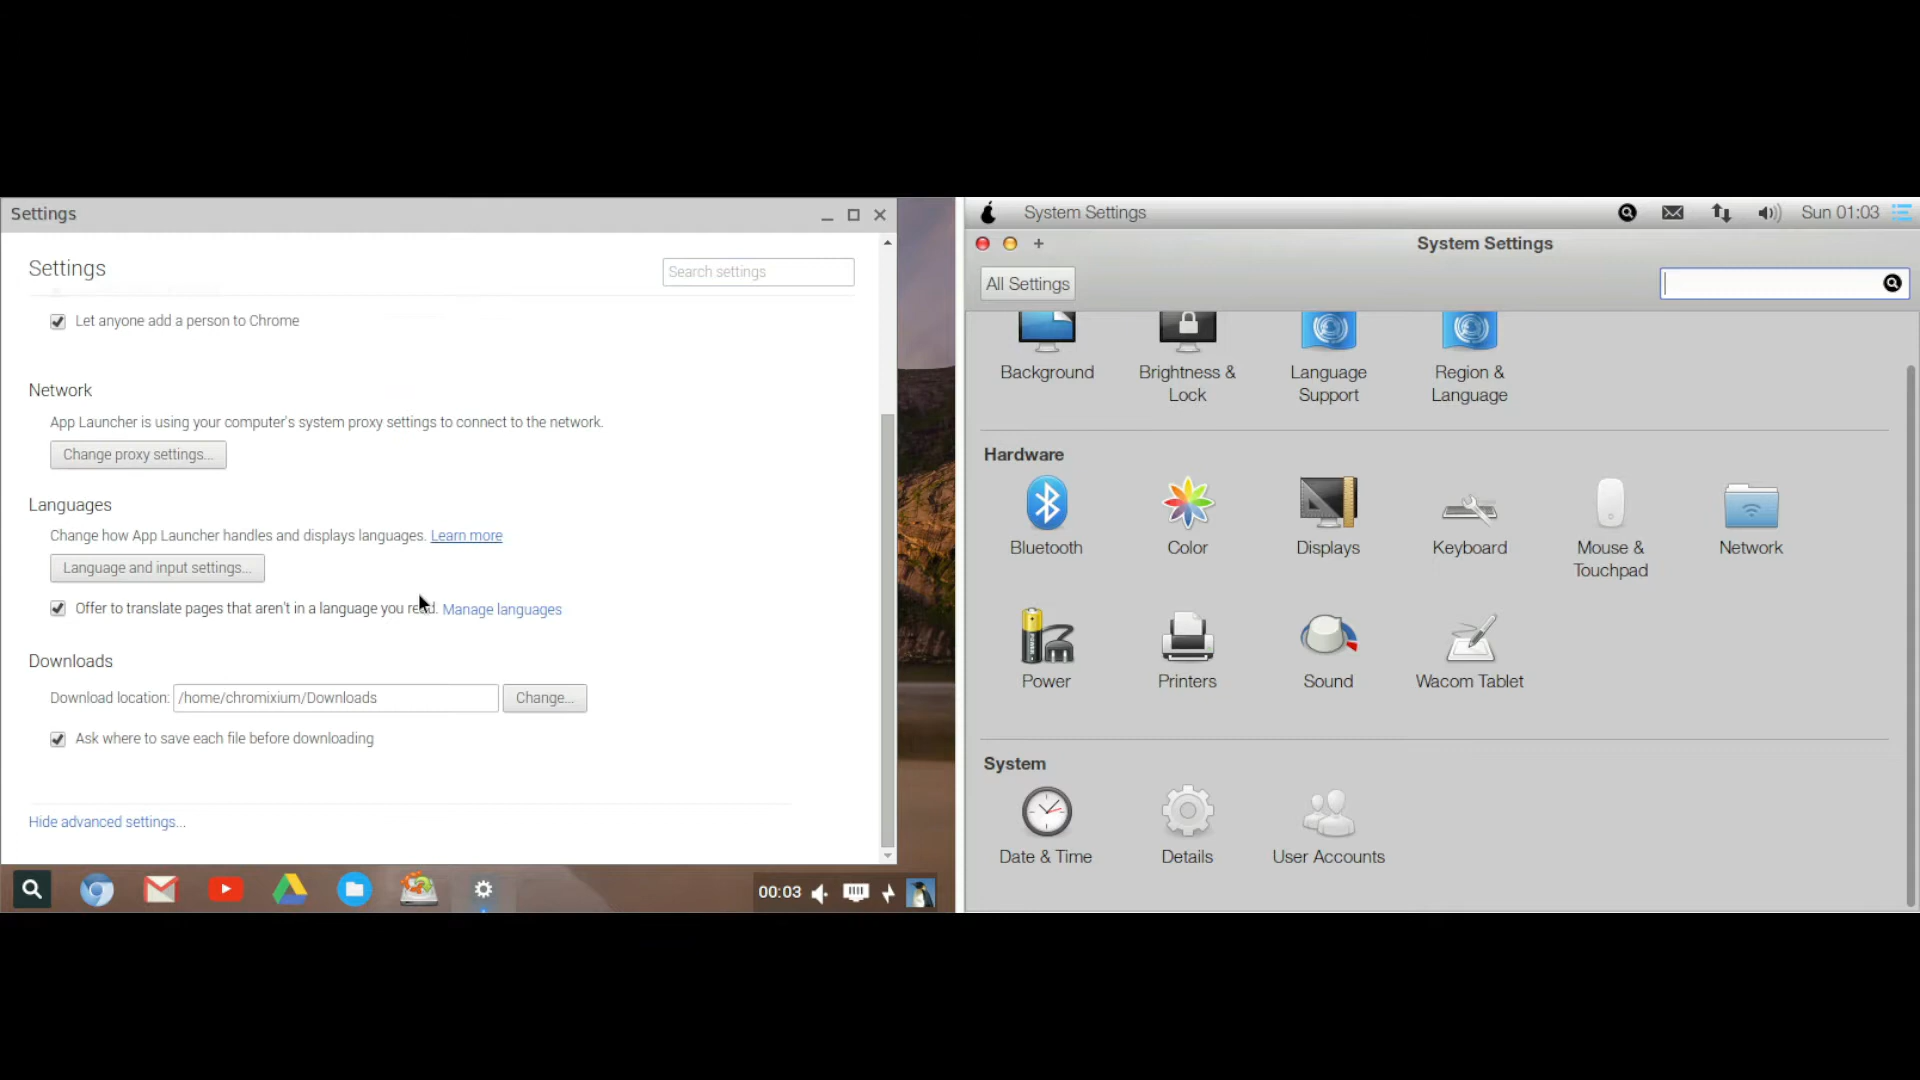 Settings
Settings
Search settings
Let anyone add a person to Chrome
Network
App Launcher is using your computer's system proxy settings to connect to the network.
Change proxy settings...
Languages
Change how App Launcher handles and displays languages. Learn more
Language and input settings...
Offer to translate pages that aren't in a language you read. Manage languages
Downloads
Download location: /home/chromixium/Downloads Change...
Ask where to save each file before downloading
Hide advanced settings...
00:03
System Settings
Sun 01:03
System Settings
All Settings
Background
Brightness &
Lock
Language
Support
Region &
Language
Hardware
Bluetooth
Color
Displays
Keyboard
Mouse &
Touchpad
Network
Power
Printers
Sound
Wacom Tablet
System
Date & Time
Details
User Accounts